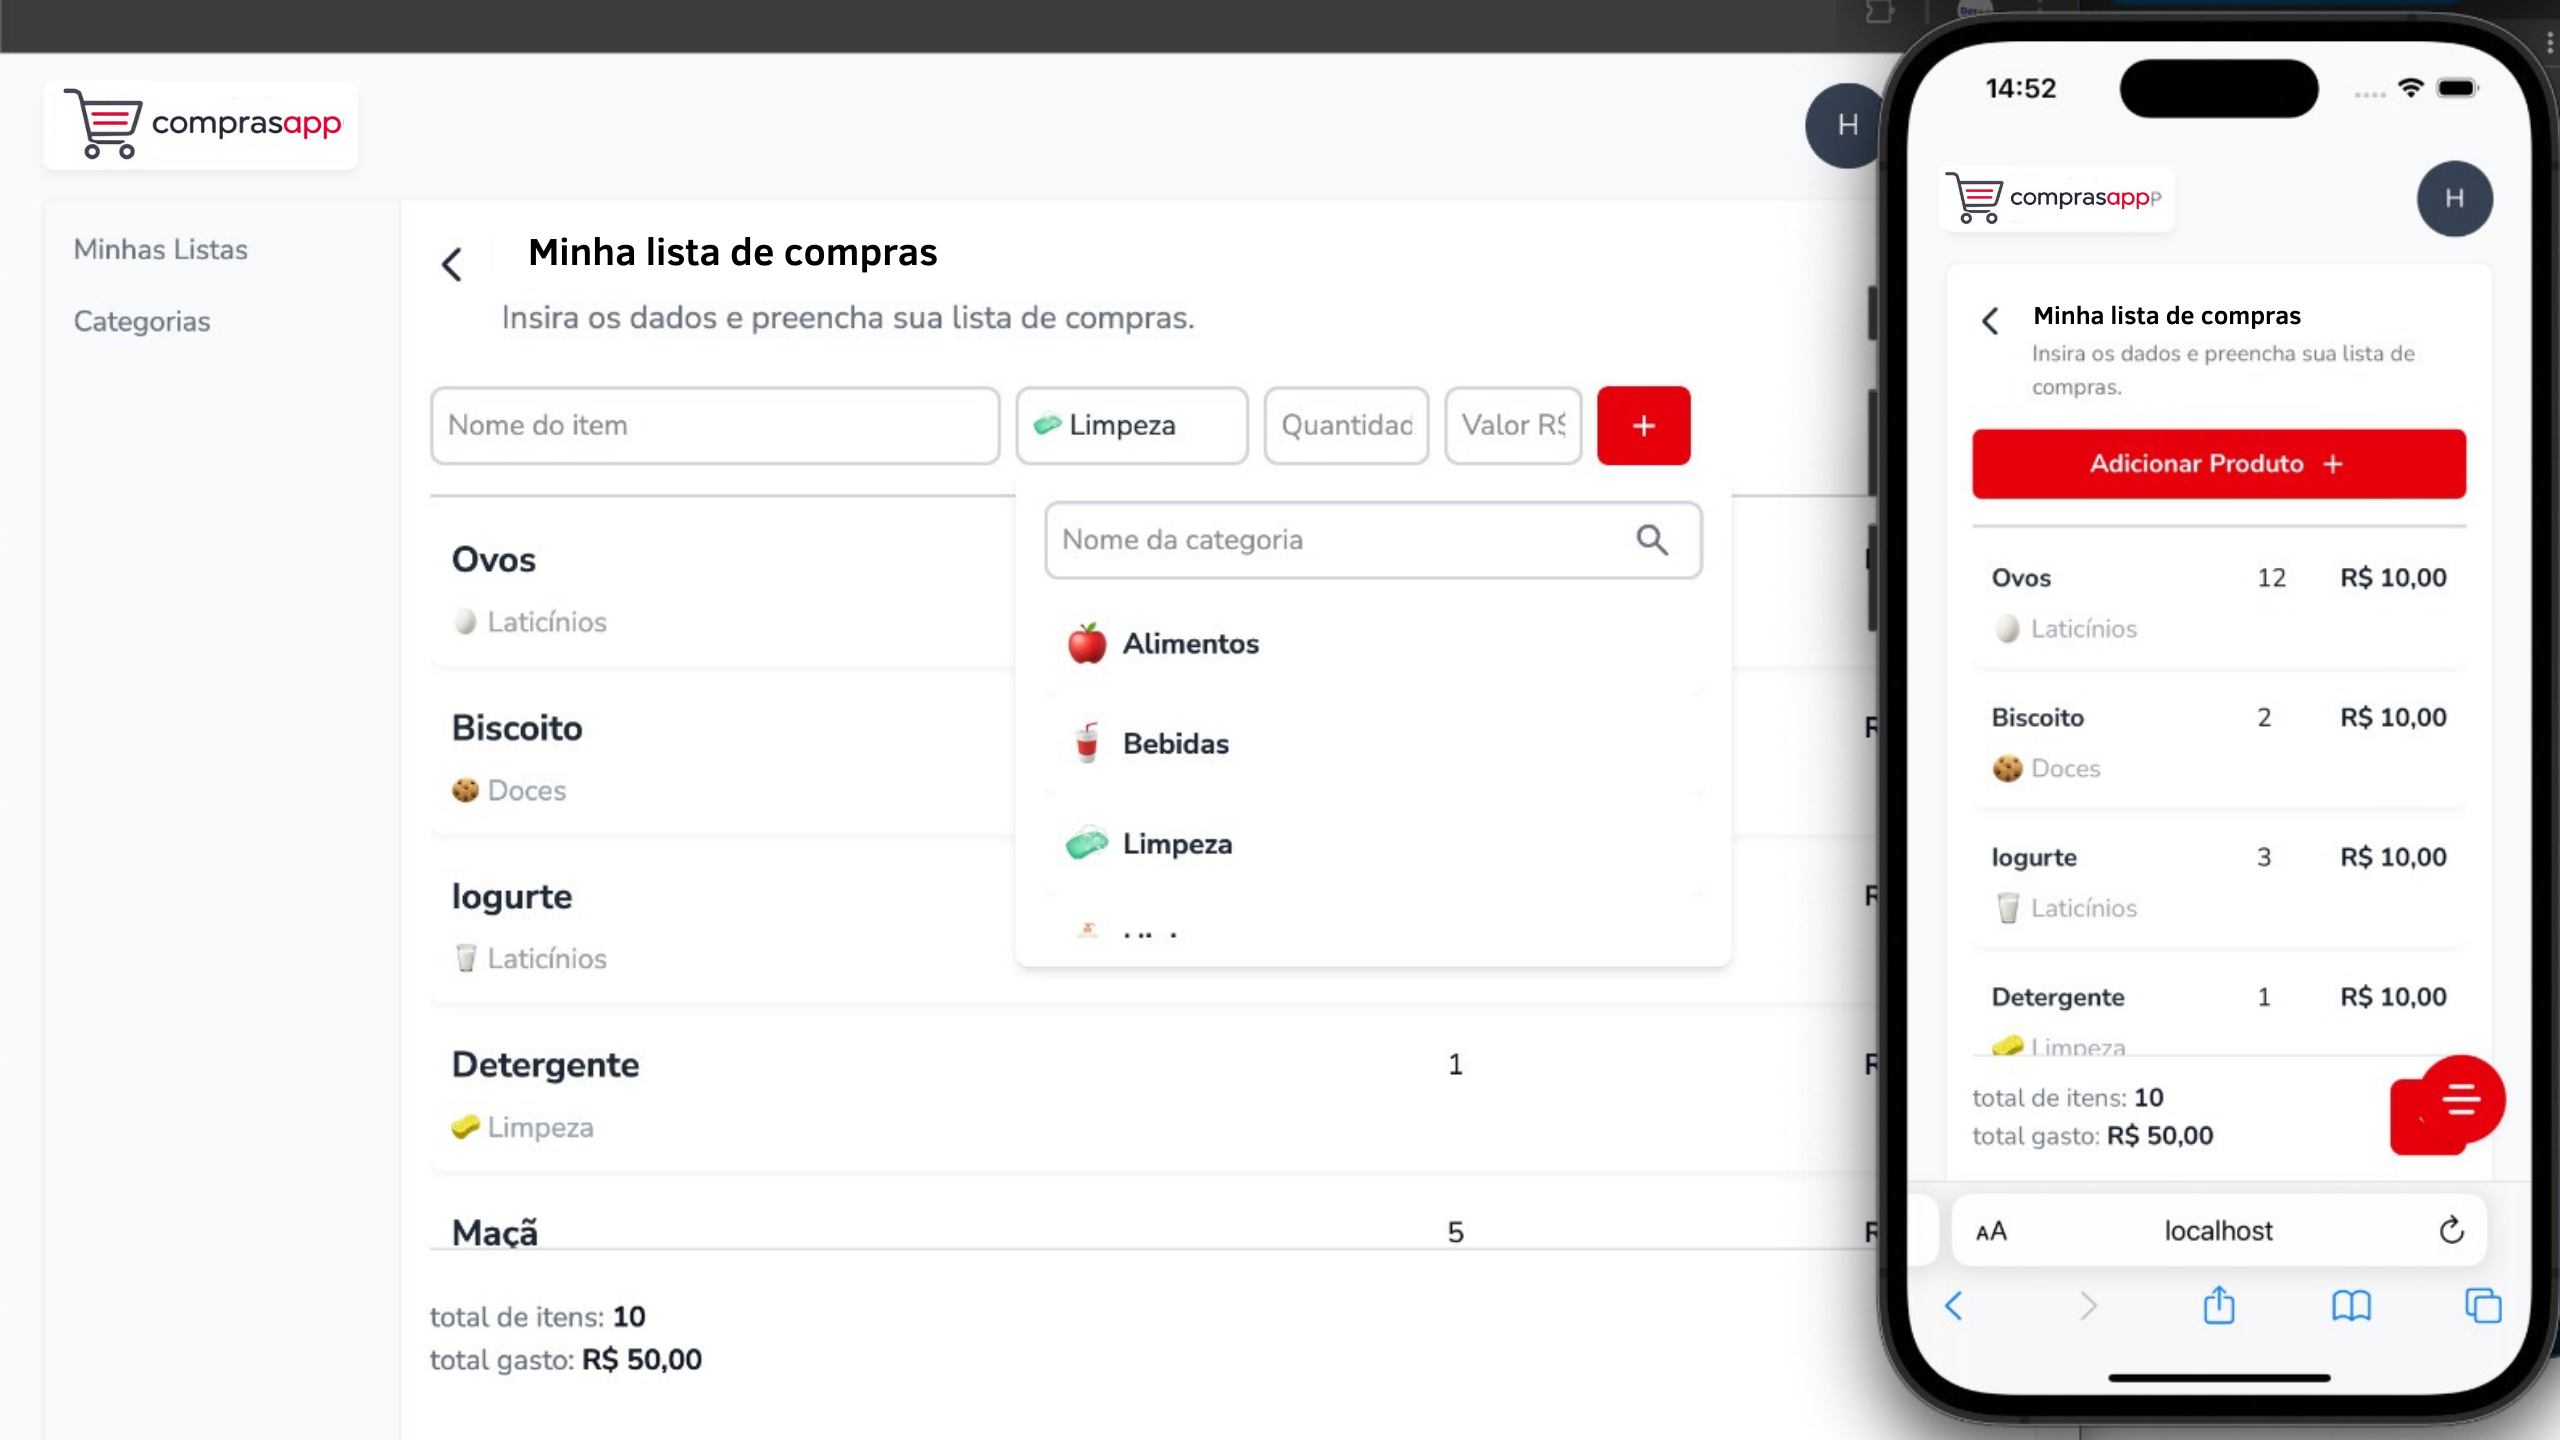 comprasapp
H
Minhas Listas
Categorias
Minha lista de compras
Insira os dados e preencha sua lista de compras.
Nome do item
Limpeza
Quantidad
Valor R$
+
Nome da categoria
Alimentos
Bebidas
Limpeza
Ovos
Laticínios
Biscoito
Doces
Iogurte
Laticínios
Detergente 1
Limpeza
Maçã 5
total de itens: 10
total gasto: R$ 50,00
14:52
comprasappP
H
Minha lista de compras
Insira os dados e preencha sua lista de
compras.
Adicionar Produto +
Ovos 12 R$ 10,00
Laticínios
Biscoito 2 R$ 10,00
Doces
Iogurte 3 R$ 10,00
Laticínios
Detergente 1 R$ 10,00
Limpeza
total de itens: 10
total gasto: R$ 50,00
AA localhost